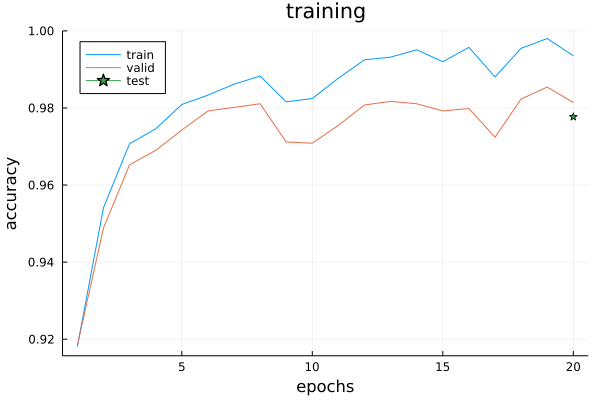 training
1.00
0.98
0.96
0.94
0.92
accuracy
train
valid
test
5
10
15
20
epochs